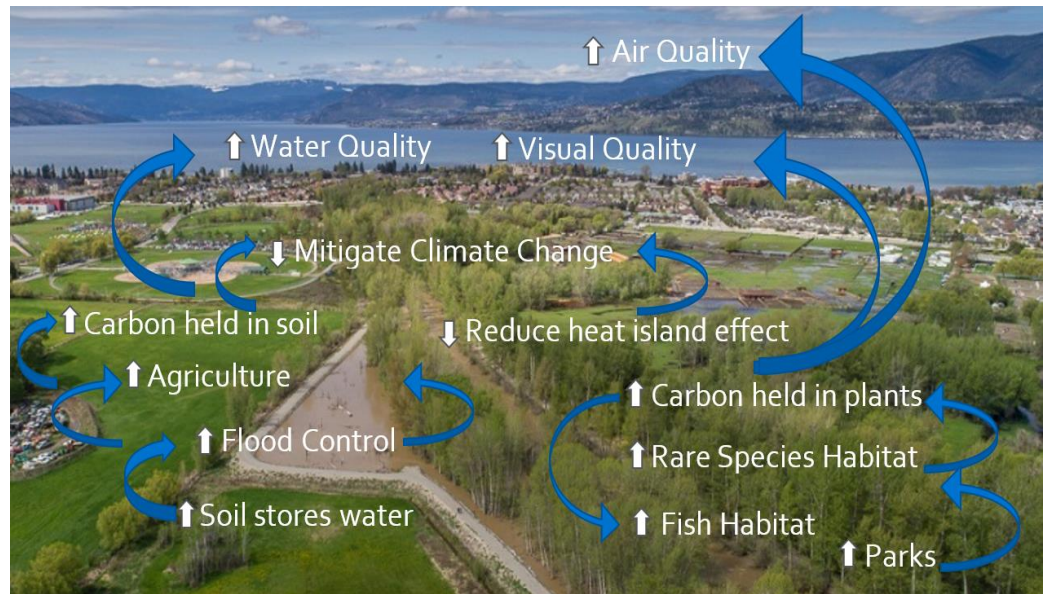 ⬆ Air Quality
⬆ Water Quality
⬆ Visual Quality
⬇ Mitigate Climate Change
⬆ Carbon held in soil
⬇ Reduce heat island effect
⬆ Agriculture
⬆ Carbon held in plants
⬆ Flood Control
⬆ Rare Species Habitat
⬆ Soil stores water
⬆ Fish Habitat
⬆ Parks